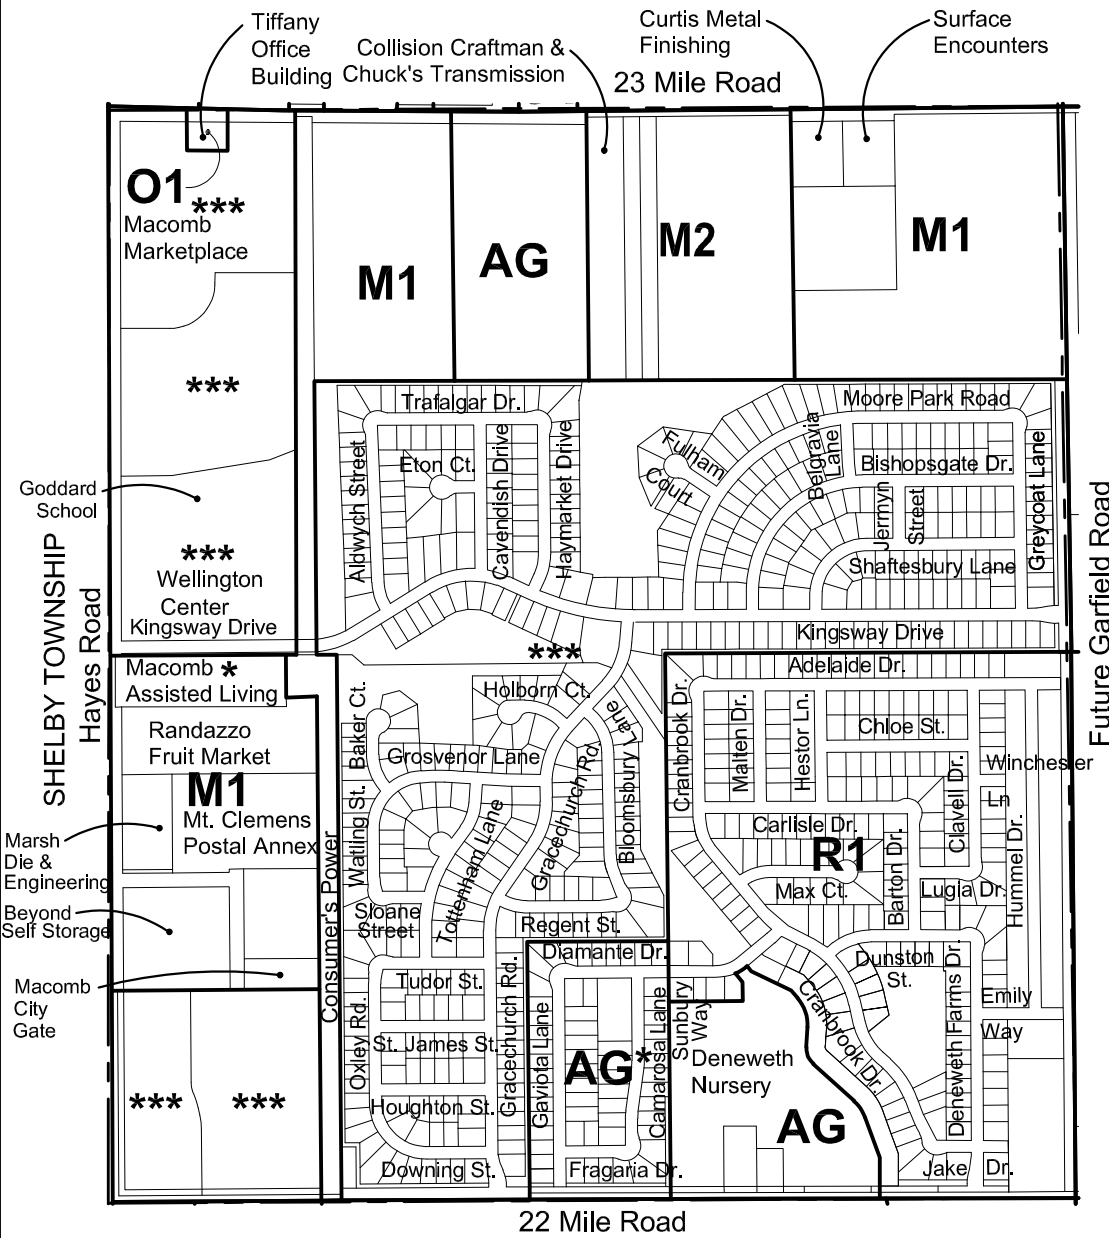 Tiffany
Office
Building
Collision Craftman &
Chuck's Transmission
Curtis Metal
Finishing
Surface
Encounters
23 Mile Road
O1
***
Macomb
Marketplace
M1
AG
M2
M1
***
Goddard
School
***
Wellington
Center
Kingsway Drive
SHELBY TOWNSHIP
Hayes Road
Future Garfield Road
Trafalgar Dr.
Aldwych Street
Eton Ct.
Cavendish Drive
Haymarket Drive
Fulham
Court
Belgravia
Lane
Moore Park Road
Bishopsgate Dr.
Jermyn
Street
Greycoat Lane
Shaftesbury Lane
Kingsway Drive
***
Macomb *
Assisted Living
Randazzo
Fruit Market
M1
Mt. Clemens
Postal Annex
Marsh
Die &
Engineering
Beyond
Self Storage
Macomb
City
Gate
***
***
Consumer's Power
Baker Ct.
Holborn Ct.
Grosvenor Lane
Watling St.
Tottenham Lane
Gracechurch Rd.
Bloomsbury Lane
Sloane
Street
Regent St.
Tudor St.
Oxley Rd.
St. James St.
Gracechurch Rd.
Houghton St.
Downing St.
Adelaide Dr.
Cranbrook Dr.
Malten Dr.
Hestor Ln.
Chloe St.
Winchester
Ln
Clavell Dr.
Carlisle Dr.
R1
Max Ct.
Barton Dr.
Lugia Dr.
Hummel Dr.
Dunston
St.
Diamante Dr.
Gaviota Lane
AG*
Camarosa Lane
Sunbury
Way
Fragaria Dr.
Deneweth
Nursery
AG
Cranbrook Dr.
Deneweth Farms Dr.
Emily
Way
Jake Dr.
22 Mile Road